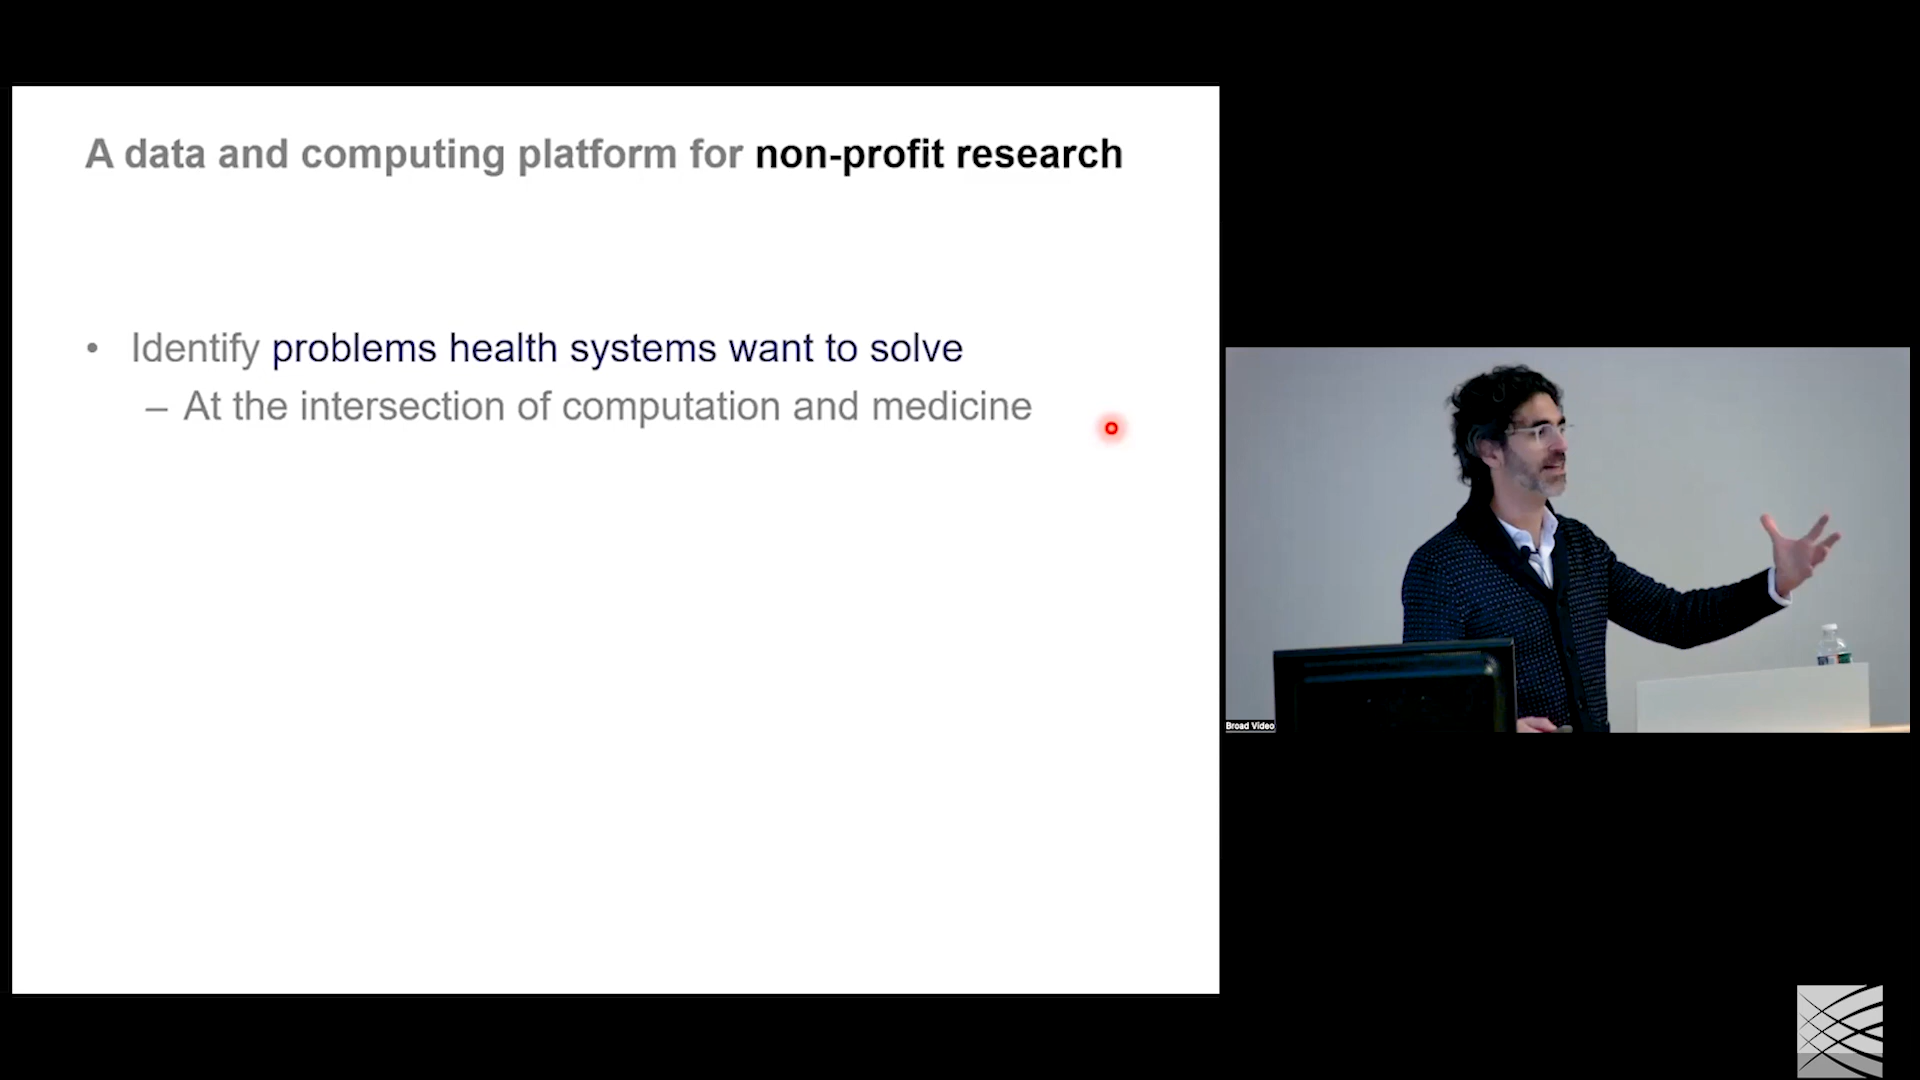 A data and computing platform for non-profit research
• Identify problems health systems want to solve
– At the intersection of computation and medicine
Broad Video